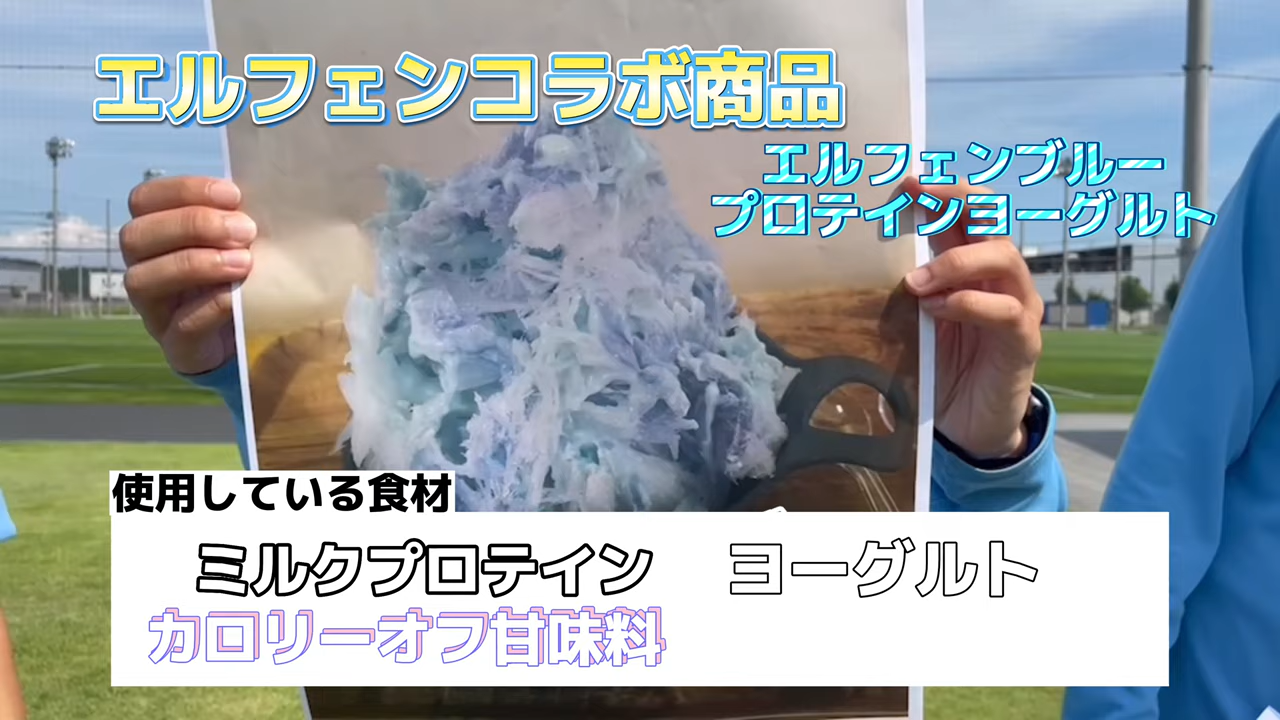 エルフェンコラボ商品
エルフェンブルー
プロテインヨーグルト
使用している食材
ミルクプロテイン ヨーグルト
カロリーオフ甘味料